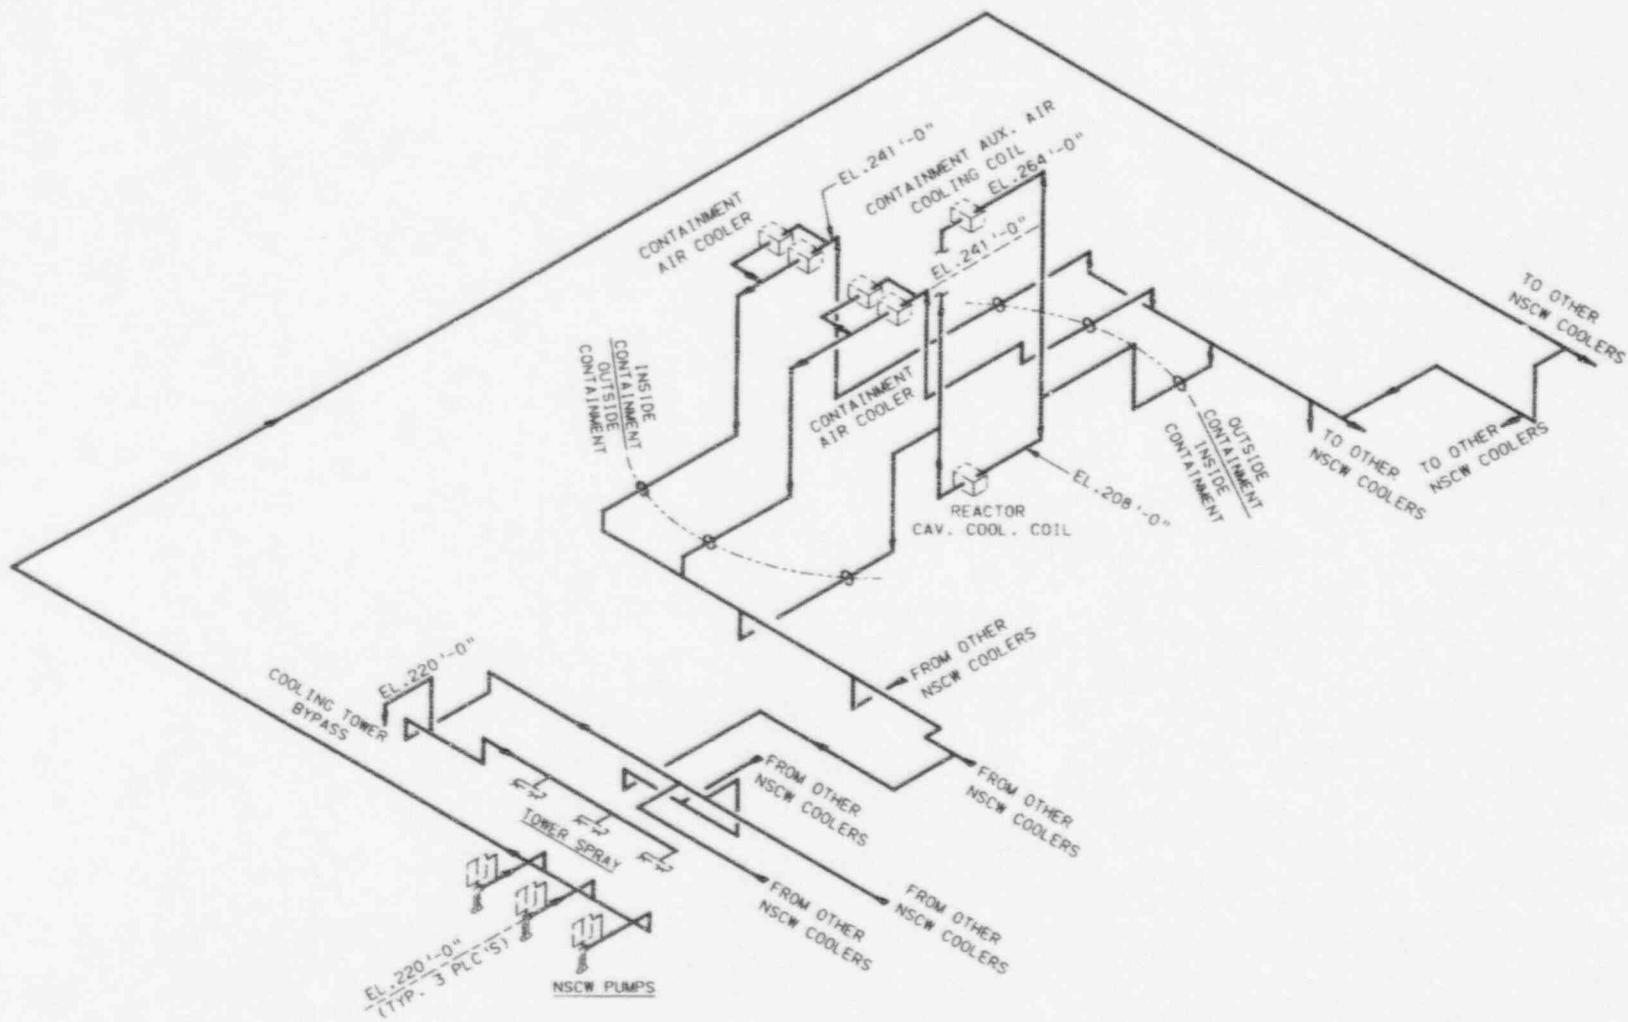 CONTAINMENT
AIR COOLER
EL.241'-0"
CONTAINMENT AUX. AIR
COOLING COIL
EL.264'-0"
EL.241'-0"
TO OTHER
NSCW COOLERS
INSIDE
CONTAINMENT
OUTSIDE
CONTAINMENT
CONTAINMENT
AIR COOLER
OUTSIDE
CONTAINMENT
INSIDE
CONTAINMENT
TO OTHER
NSCW COOLERS
TO OTHER
NSCW COOLERS
REACTOR
CAV. COOL. COIL
EL.208'-0"
FROM OTHER
NSCW COOLERS
EL.220'-0"
COOLING TOWER
BYPASS
FROM OTHER
NSCW COOLERS
FROM OTHER
NSCW COOLERS
TOWER SPRAY
FROM OTHER
NSCW COOLERS
FROM OTHER
NSCW COOLERS
EL.220'-0"
(TYP. 3 PLC'S)
NSCW PUMPS